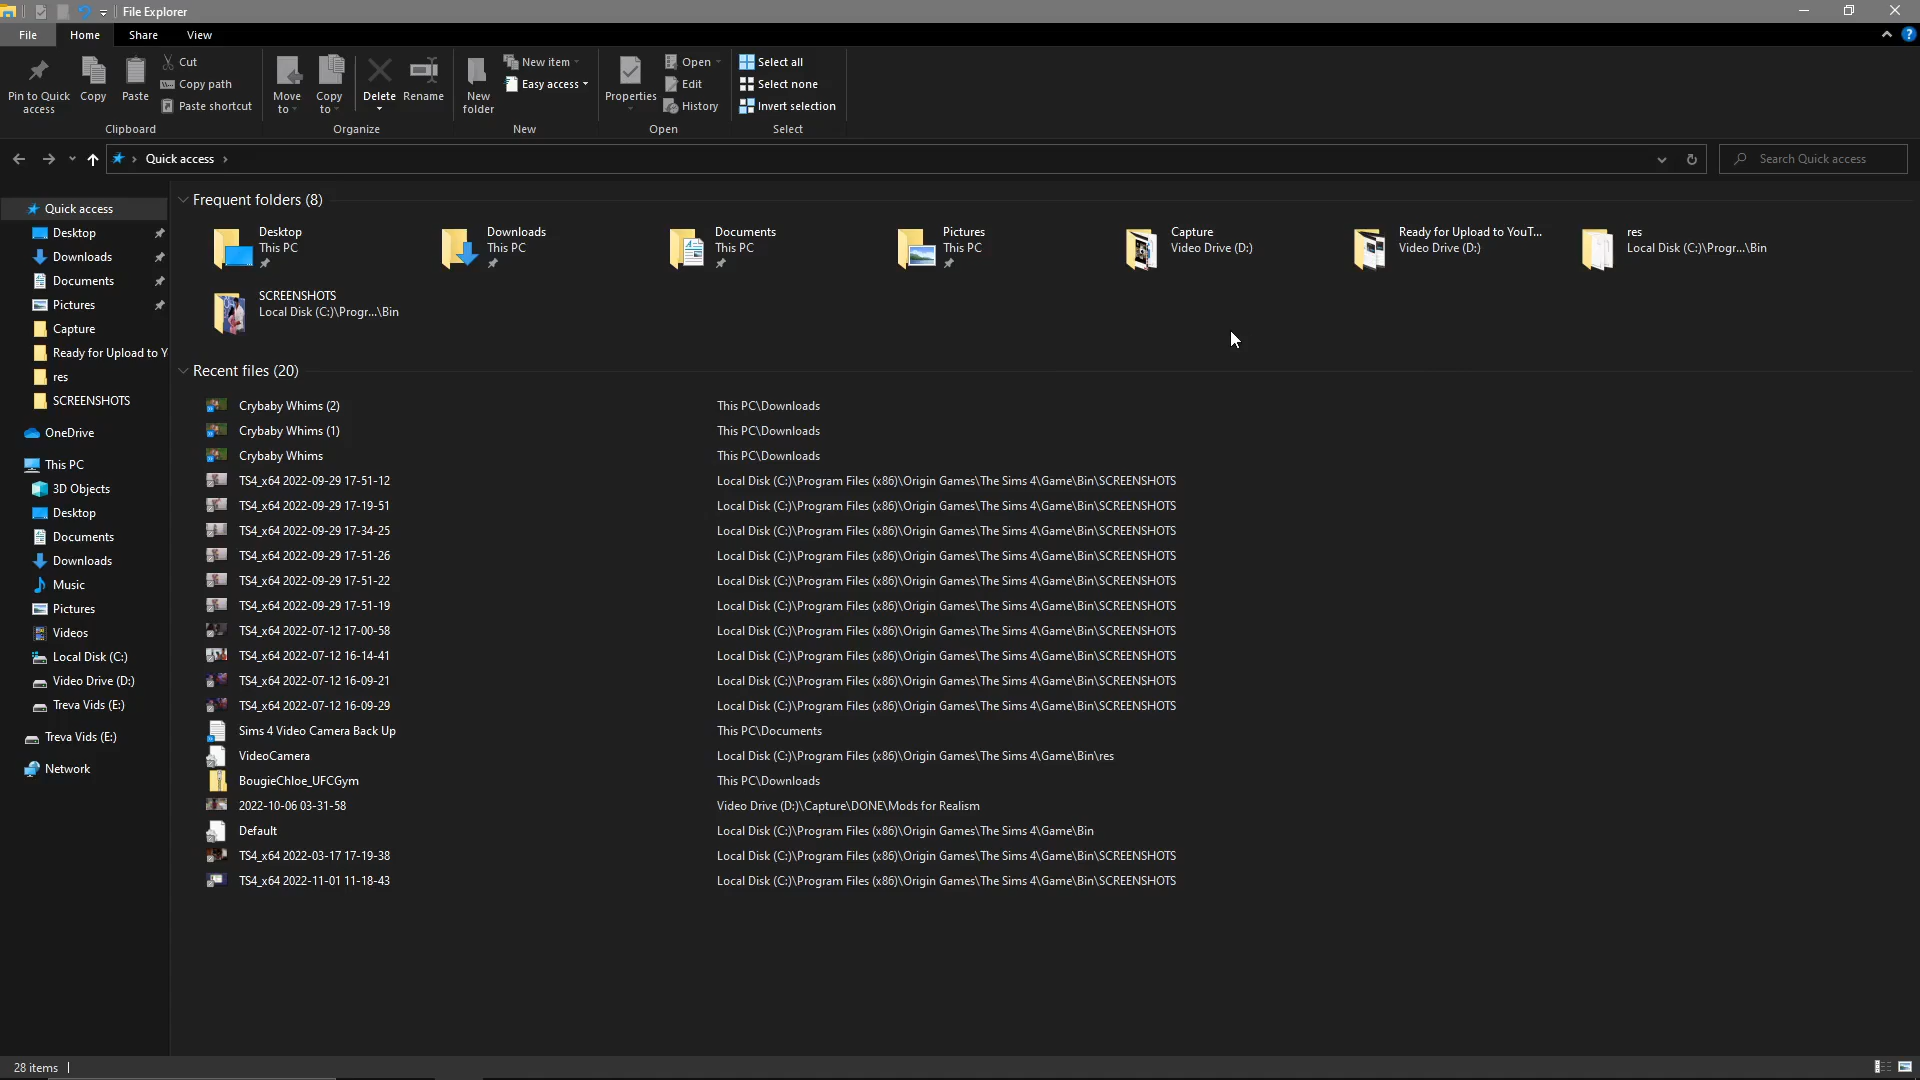 File Explorer
File Home Share View
Pin to Quick access
Copy
Paste
Cut
Copy path
Paste shortcut
Clipboard
Move to
Copy to
Delete
Rename
Organize
New folder
New item
Easy access
New
Properties
Open
Edit
History
Open
Select all
Select none
Invert selection
Select
Quick access
Search Quick access
Quick access
Desktop
Downloads
Documents
Pictures
Capture
Ready for Upload to Y
res
SCREENSHOTS
OneDrive
This PC
3D Objects
Desktop
Documents
Downloads
Music
Pictures
Videos
Local Disk (C:)
Video Drive (D:)
Treva Vids (E:)
Treva Vids (E:)
Network
Frequent folders (8)
Desktop
This PC
Downloads
This PC
Documents
This PC
Pictures
This PC
Capture
Video Drive (D:)
Ready for Upload to YouT...
Video Drive (D:)
res
Local Disk (C:)\Progr...\Bin
SCREENSHOTS
Local Disk (C:)\Progr...\Bin
Recent files (20)
Crybaby Whims (2) This PC\Downloads
Crybaby Whims (1) This PC\Downloads
Crybaby Whims This PC\Downloads
TS4_x64 2022-09-29 17-51-12 Local Disk (C:)\Program Files (x86)\Origin Games\The Sims 4\Game\Bin\SCREENSHOTS
TS4_x64 2022-09-29 17-19-51 Local Disk (C:)\Program Files (x86)\Origin Games\The Sims 4\Game\Bin\SCREENSHOTS
TS4_x64 2022-09-29 17-34-25 Local Disk (C:)\Program Files (x86)\Origin Games\The Sims 4\Game\Bin\SCREENSHOTS
TS4_x64 2022-09-29 17-51-26 Local Disk (C:)\Program Files (x86)\Origin Games\The Sims 4\Game\Bin\SCREENSHOTS
TS4_x64 2022-09-29 17-51-22 Local Disk (C:)\Program Files (x86)\Origin Games\The Sims 4\Game\Bin\SCREENSHOTS
TS4_x64 2022-09-29 17-51-19 Local Disk (C:)\Program Files (x86)\Origin Games\The Sims 4\Game\Bin\SCREENSHOTS
TS4_x64 2022-07-12 17-00-58 Local Disk (C:)\Program Files (x86)\Origin Games\The Sims 4\Game\Bin\SCREENSHOTS
TS4_x64 2022-07-12 16-14-41 Local Disk (C:)\Program Files (x86)\Origin Games\The Sims 4\Game\Bin\SCREENSHOTS
TS4_x64 2022-07-12 16-09-21 Local Disk (C:)\Program Files (x86)\Origin Games\The Sims 4\Game\Bin\SCREENSHOTS
TS4_x64 2022-07-12 16-09-29 Local Disk (C:)\Program Files (x86)\Origin Games\The Sims 4\Game\Bin\SCREENSHOTS
Sims 4 Video Camera Back Up This PC\Documents
VideoCamera Local Disk (C:)\Program Files (x86)\Origin Games\The Sims 4\Game\Bin\res
BougieChloe_UFCGym This PC\Downloads
2022-10-06 03-31-58 Video Drive (D:)\Capture\DONE\Mods for Realism
Default Local Disk (C:)\Program Files (x86)\Origin Games\The Sims 4\Game\Bin
TS4_x64 2022-03-17 17-19-38 Local Disk (C:)\Program Files (x86)\Origin Games\The Sims 4\Game\Bin\SCREENSHOTS
TS4_x64 2022-11-01 11-18-43 Local Disk (C:)\Program Files (x86)\Origin Games\The Sims 4\Game\Bin\SCREENSHOTS
28 items